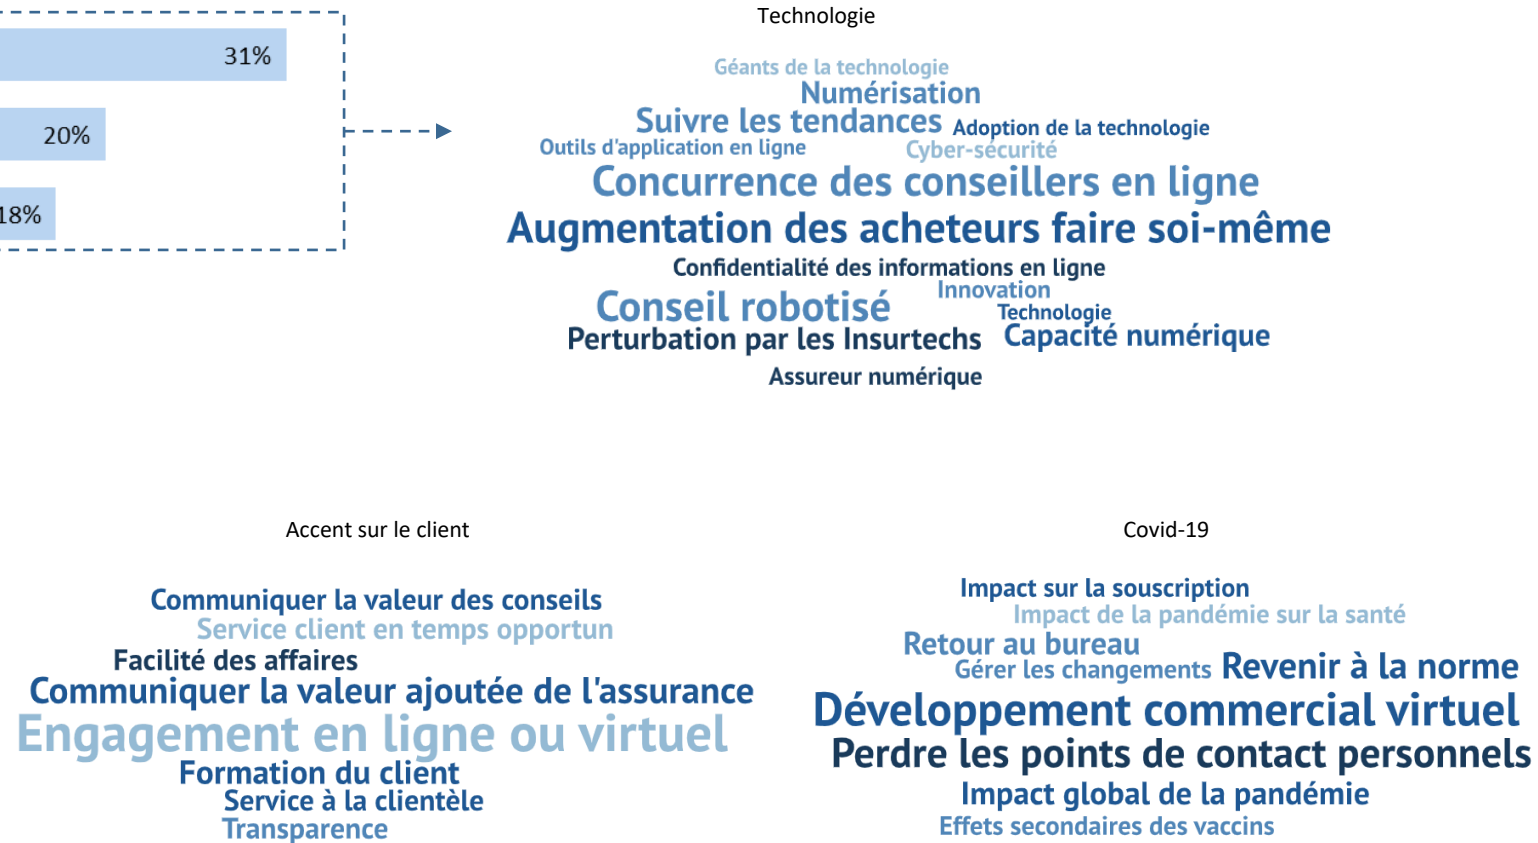 31%
20%
18%
Technologie
Géants de la technologie
Numérisation
Suivre les tendances Adoption de la technologie
Outils d'application en ligne Cyber-sécurité
Concurrence des conseillers en ligne
Augmentation des acheteurs faire soi-même
Confidentialité des informations en ligne
Innovation
Conseil robotisé Technologie
Perturbation par les Insurtechs Capacité numérique
Assureur numérique
Accent sur le client
Communiquer la valeur des conseils
Service client en temps opportun
Facilité des affaires
Communiquer la valeur ajoutée de l'assurance
Engagement en ligne ou virtuel
Formation du client
Service à la clientèle
Transparence
Covid-19
Impact sur la souscription
Impact de la pandémie sur la santé
Retour au bureau
Gérer les changements Revenir à la norme
Développement commercial virtuel
Perdre les points de contact personnels
Impact global de la pandémie
Effets secondaires des vaccins